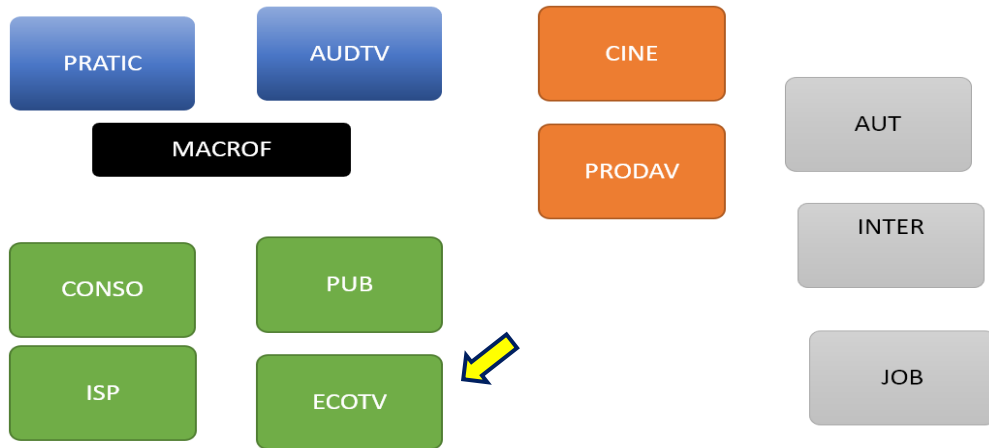 PRATIC
AUDTV
MACROF
CINE
PRODAV
AUT
INTER
JOB
CONSO
PUB
ISP
ECOTV